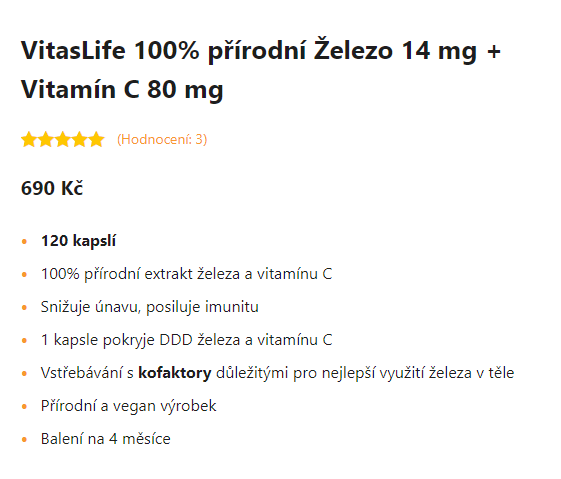 VitasLife 100% přírodní Železo 14 mg +
Vitamín C 80 mg
(Hodnocení: 3)
690 Kč
• 120 kapslí
• 100% přírodní extrakt železa a vitamínu C
• Snižuje únavu, posiluje imunitu
• 1 kapsle pokryje DDD železa a vitamínu C
• Vstřebávání s kofaktory důležitými pro nejlepší využití železa v těle
• Přírodní a vegan výrobek
• Balení na 4 měsíce